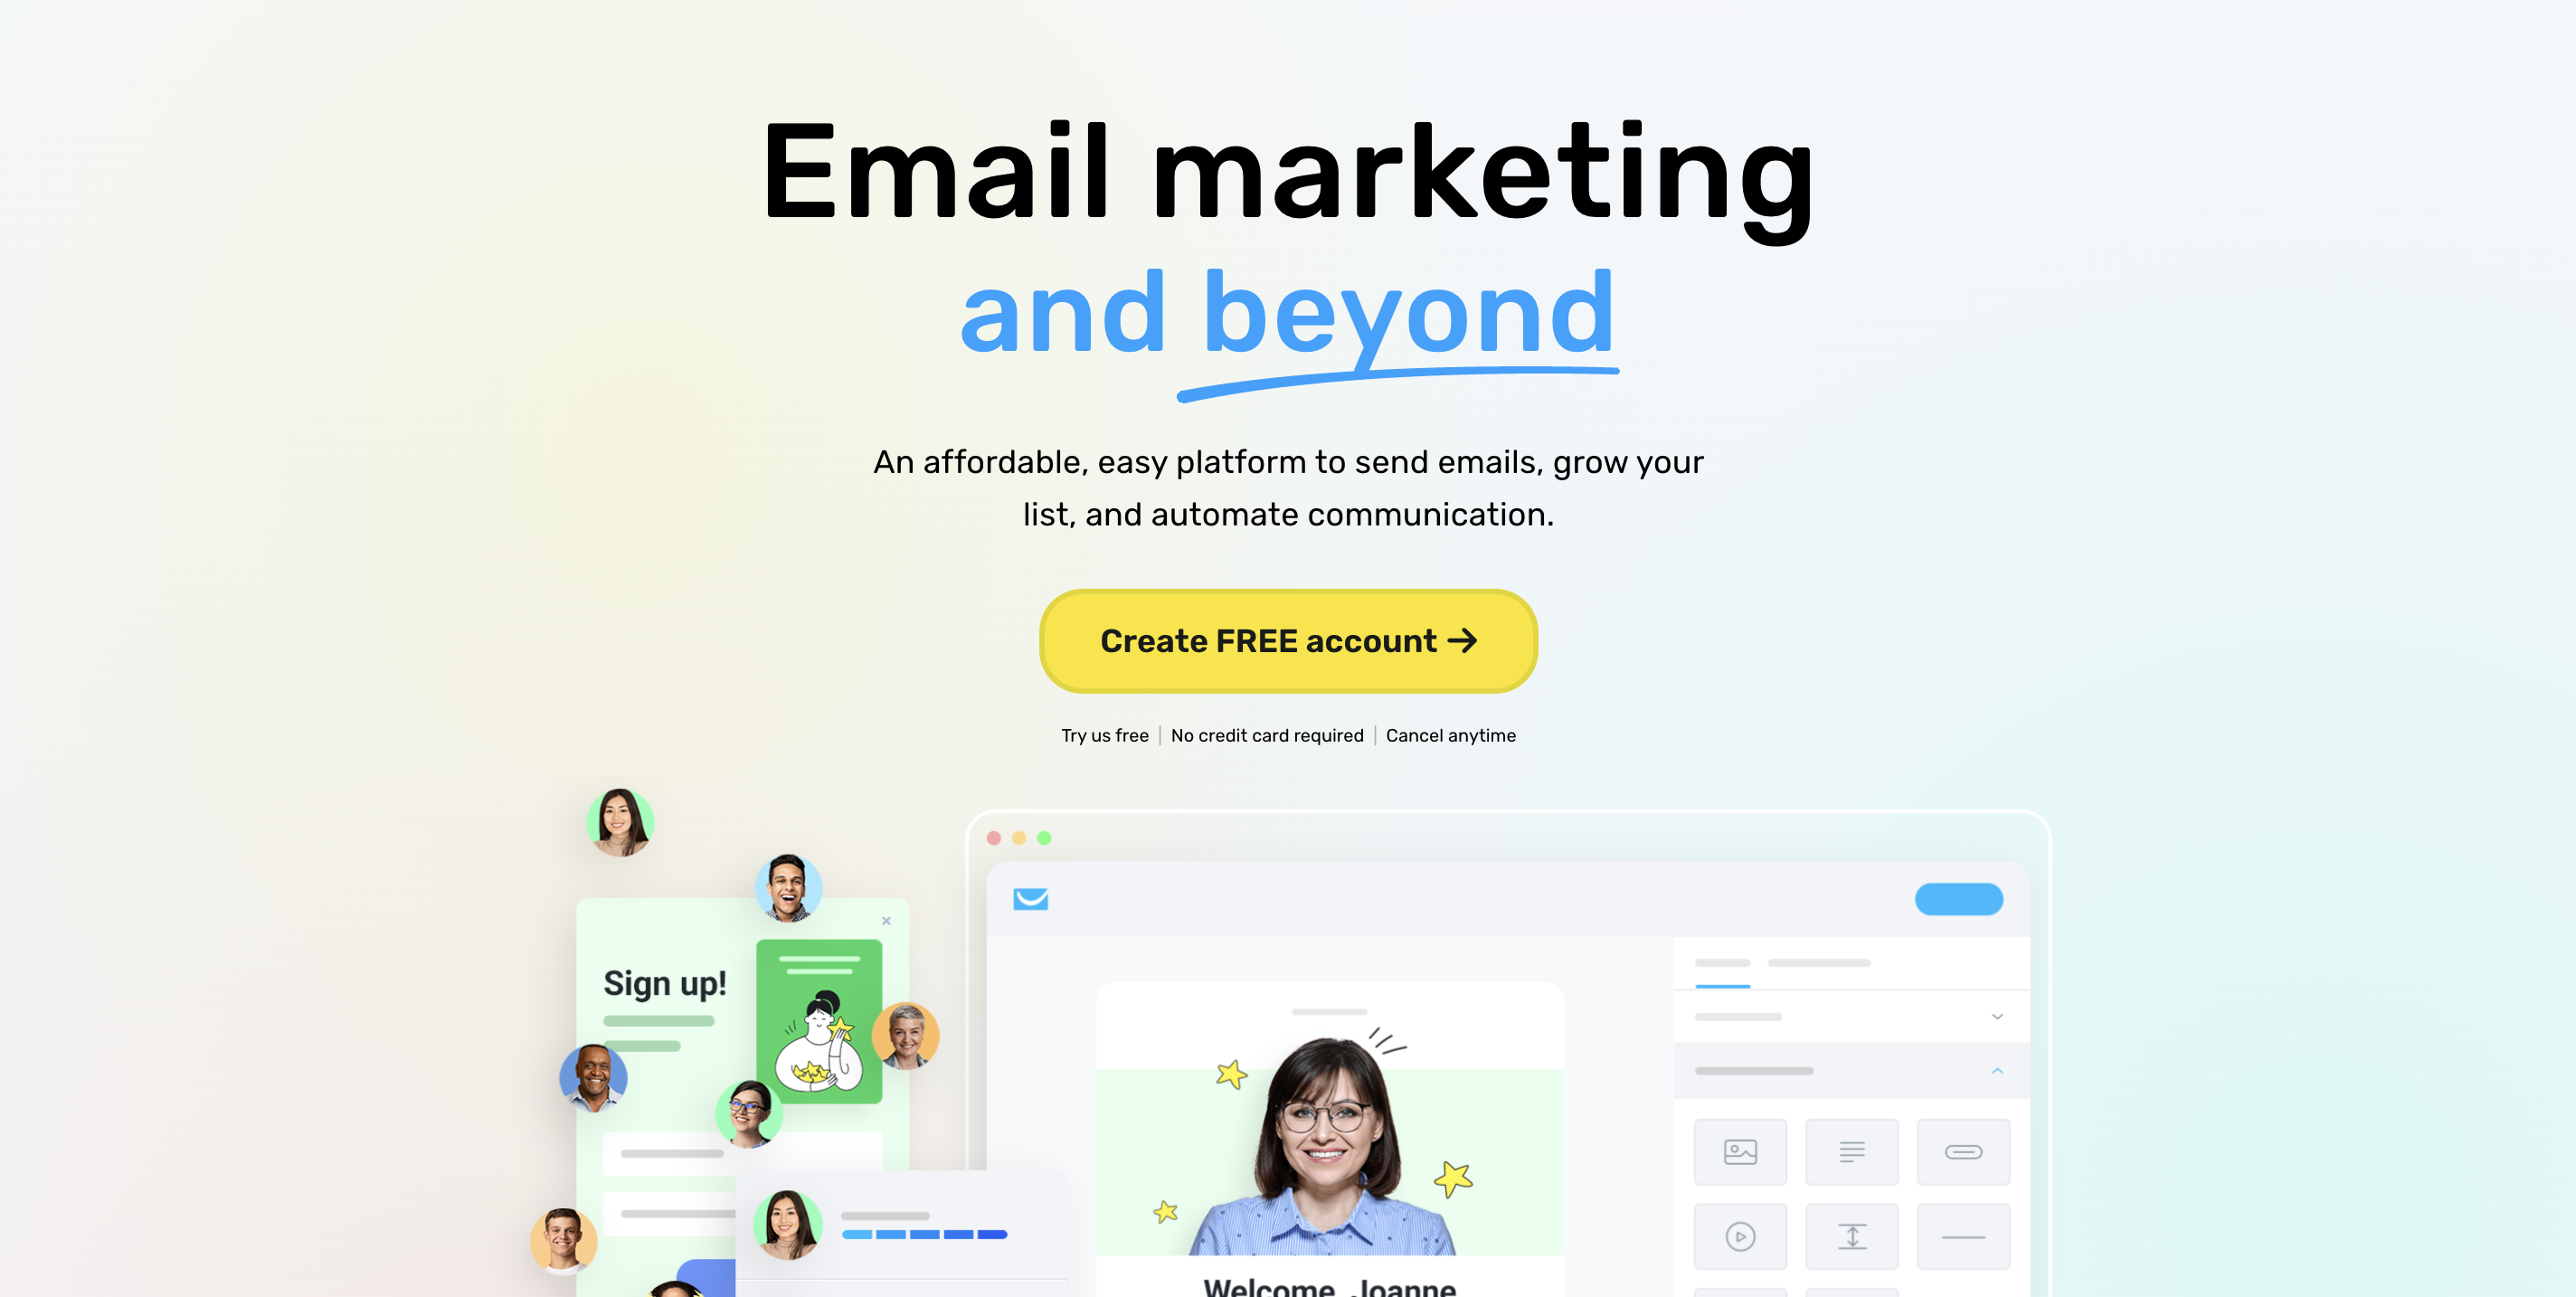 Email marketing
and beyond
An affordable, easy platform to send emails, grow your
list, and automate communication.
Create FREE account →
Try us free | No credit card required | Cancel anytime
Sign up!
Welcome, Joanne